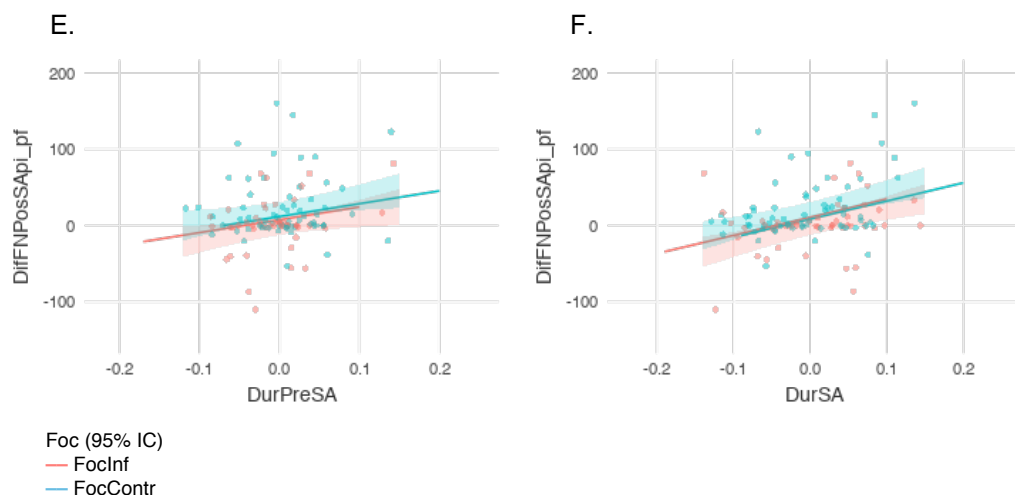 E.
200
100
0
-100
DifFNPosSApi_pf
-0.2 -0.1 0.0 0.1 0.2
DurPreSA
F.
200
100
0
-100
DifFNPosSApi_pf
-0.2 -0.1 0.0 0.1 0.2
DurSA
Foc (95% IC)
FocInf
FocContr